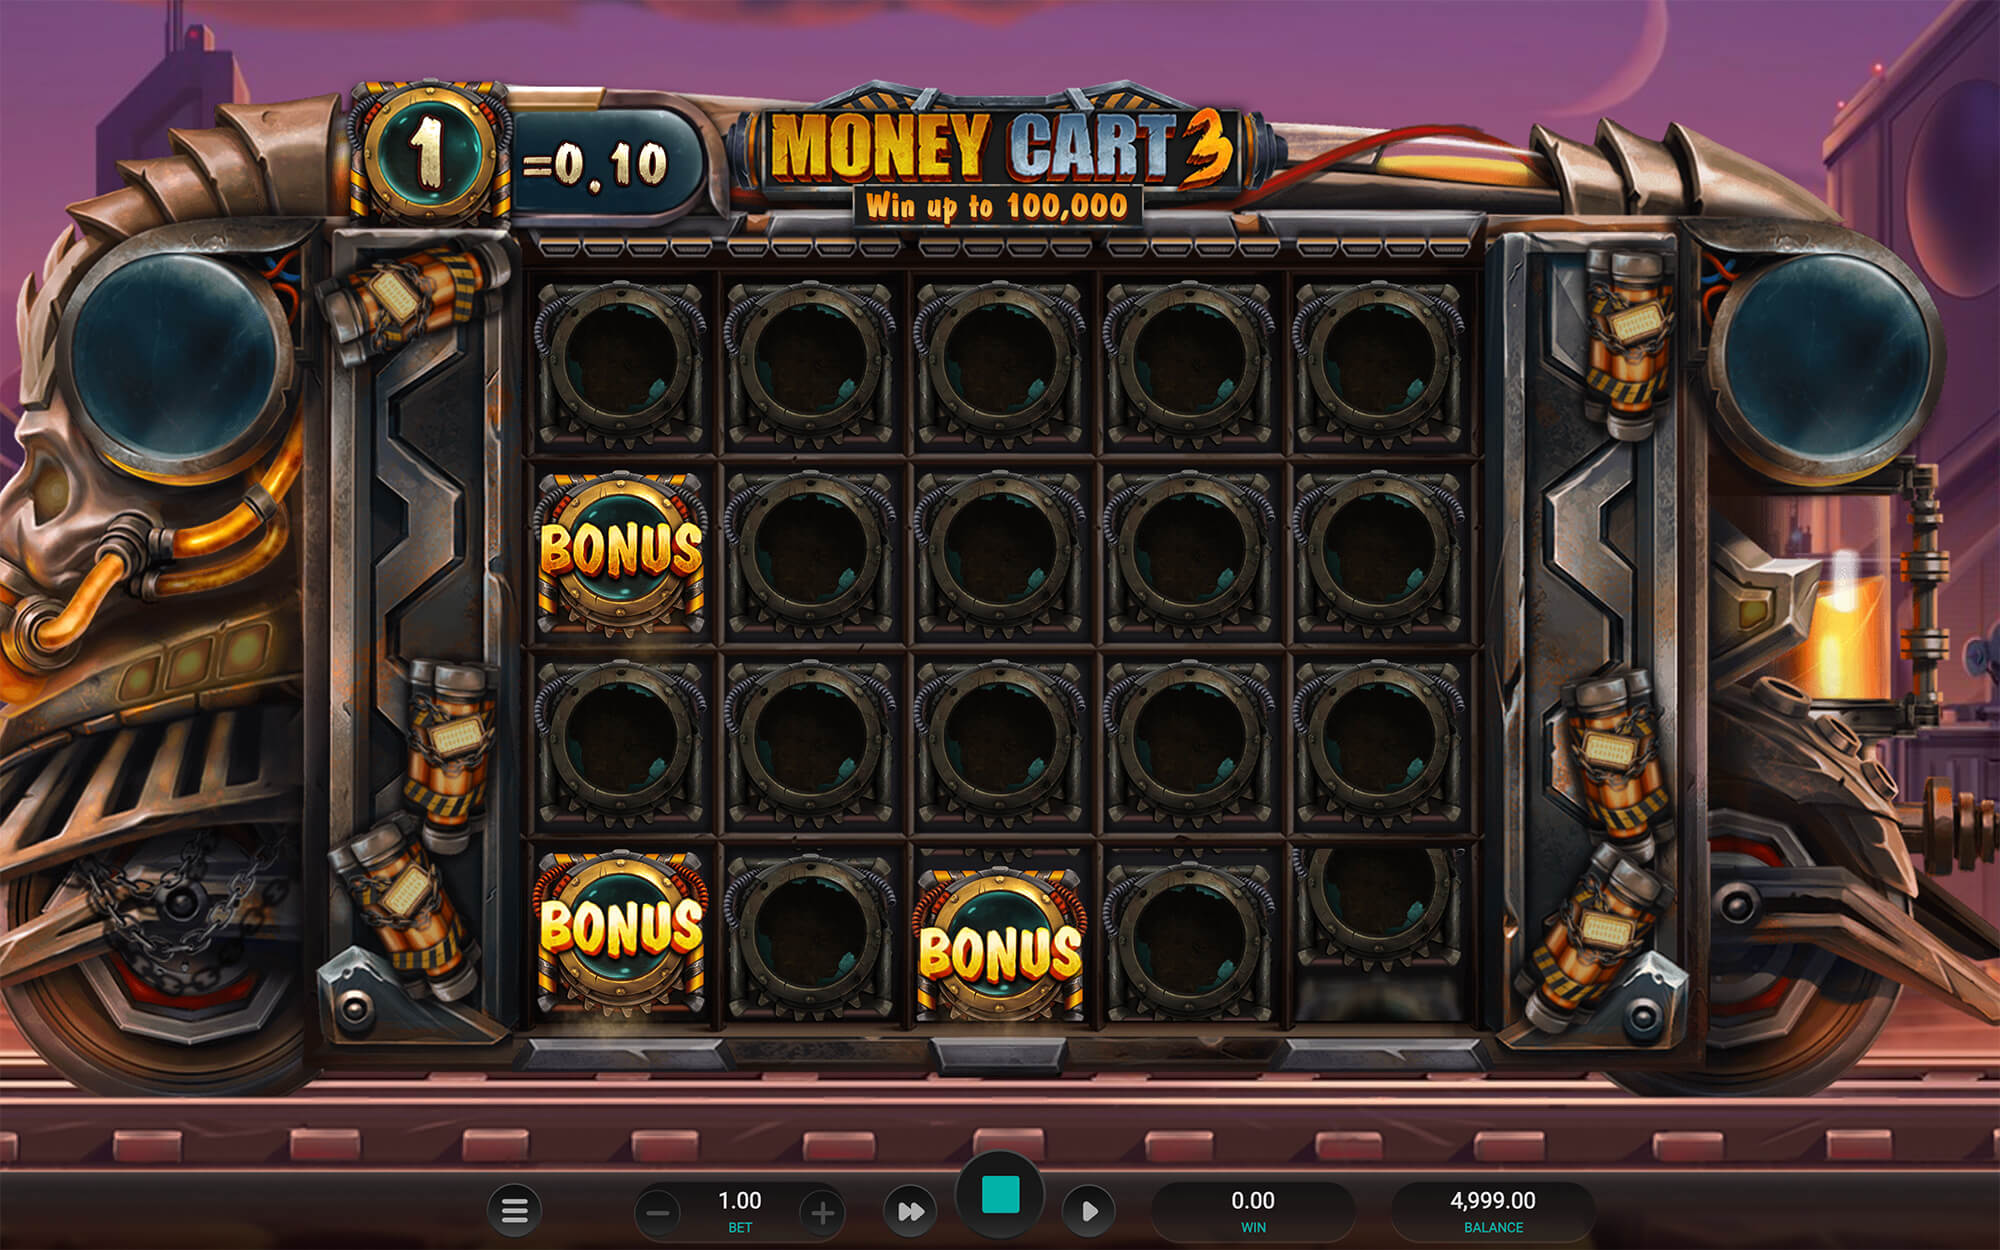 1
=0.10
MONEY CART 3
Win up to 100,000
BONUS
BONUS
BONUS
1.00
BET
0.00
WIN
4,999.00
BALANCE